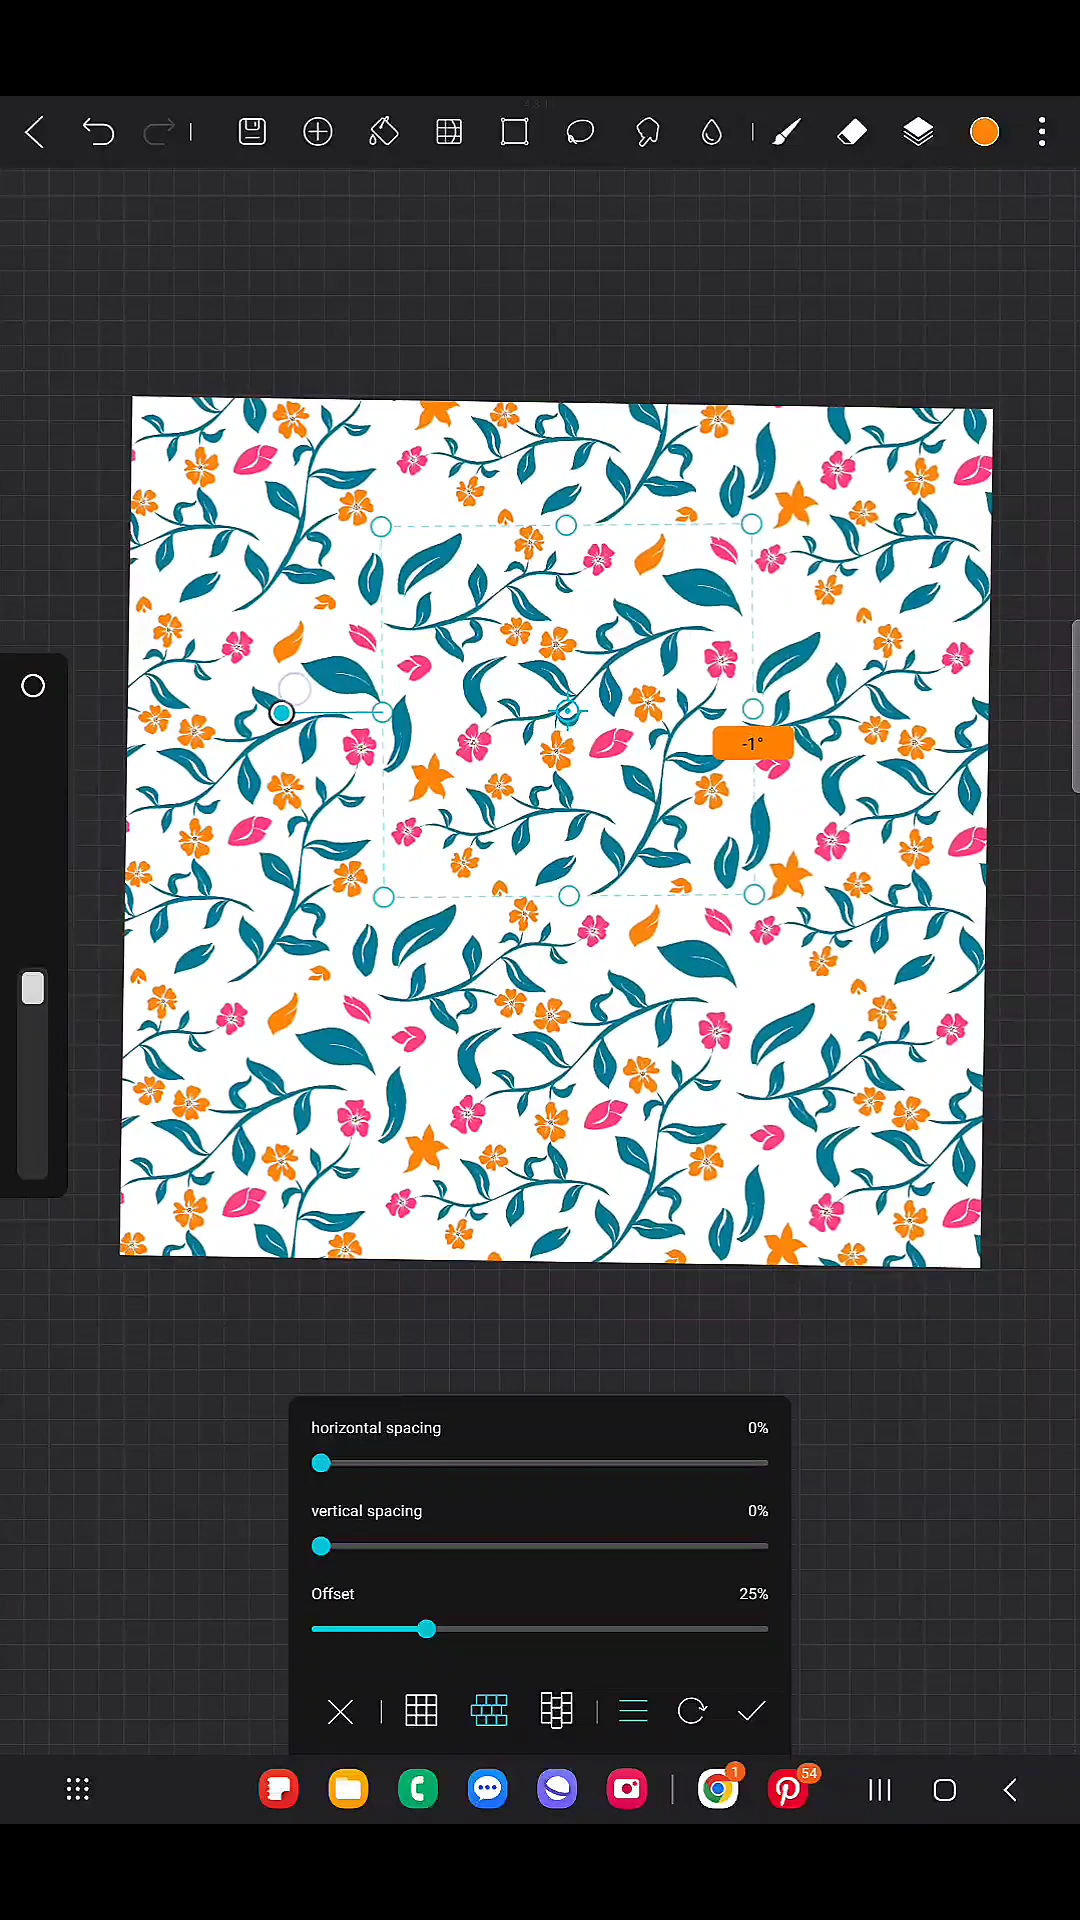 -1°
horizontal spacing 0%
vertical spacing 0%
Offset 25%
1
54